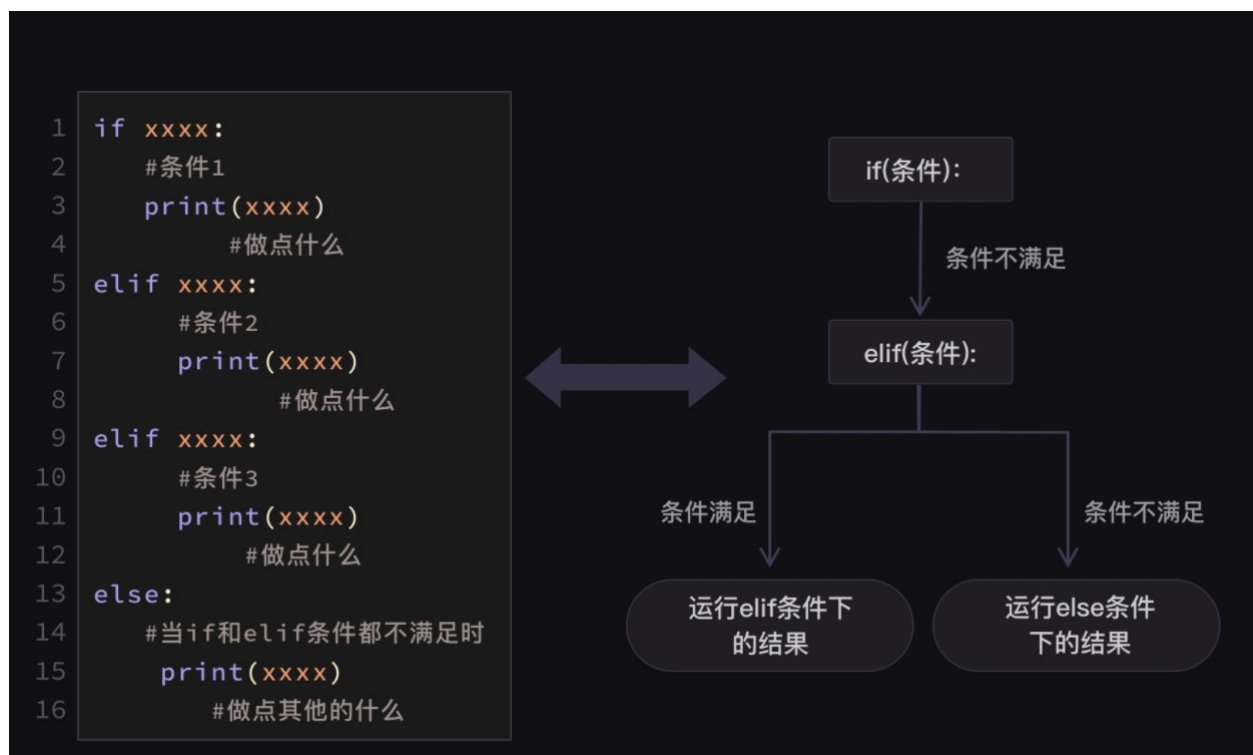 1 if xxxx:
2 #条件1
3 print(xxxx)
4 #做点什么
5 elif xxxx:
6 #条件2
7 print(xxxx)
8 #做点什么
9 elif xxxx:
10 #条件3
11 print(xxxx)
12 #做点什么
13 else:
14 #当if和elif条件都不满足时
15 print(xxxx)
16 #做点其他的什么
if(条件):
条件不满足
elif(条件):
条件满足
条件不满足
运行elif条件下
的结果
运行else条件
下的结果